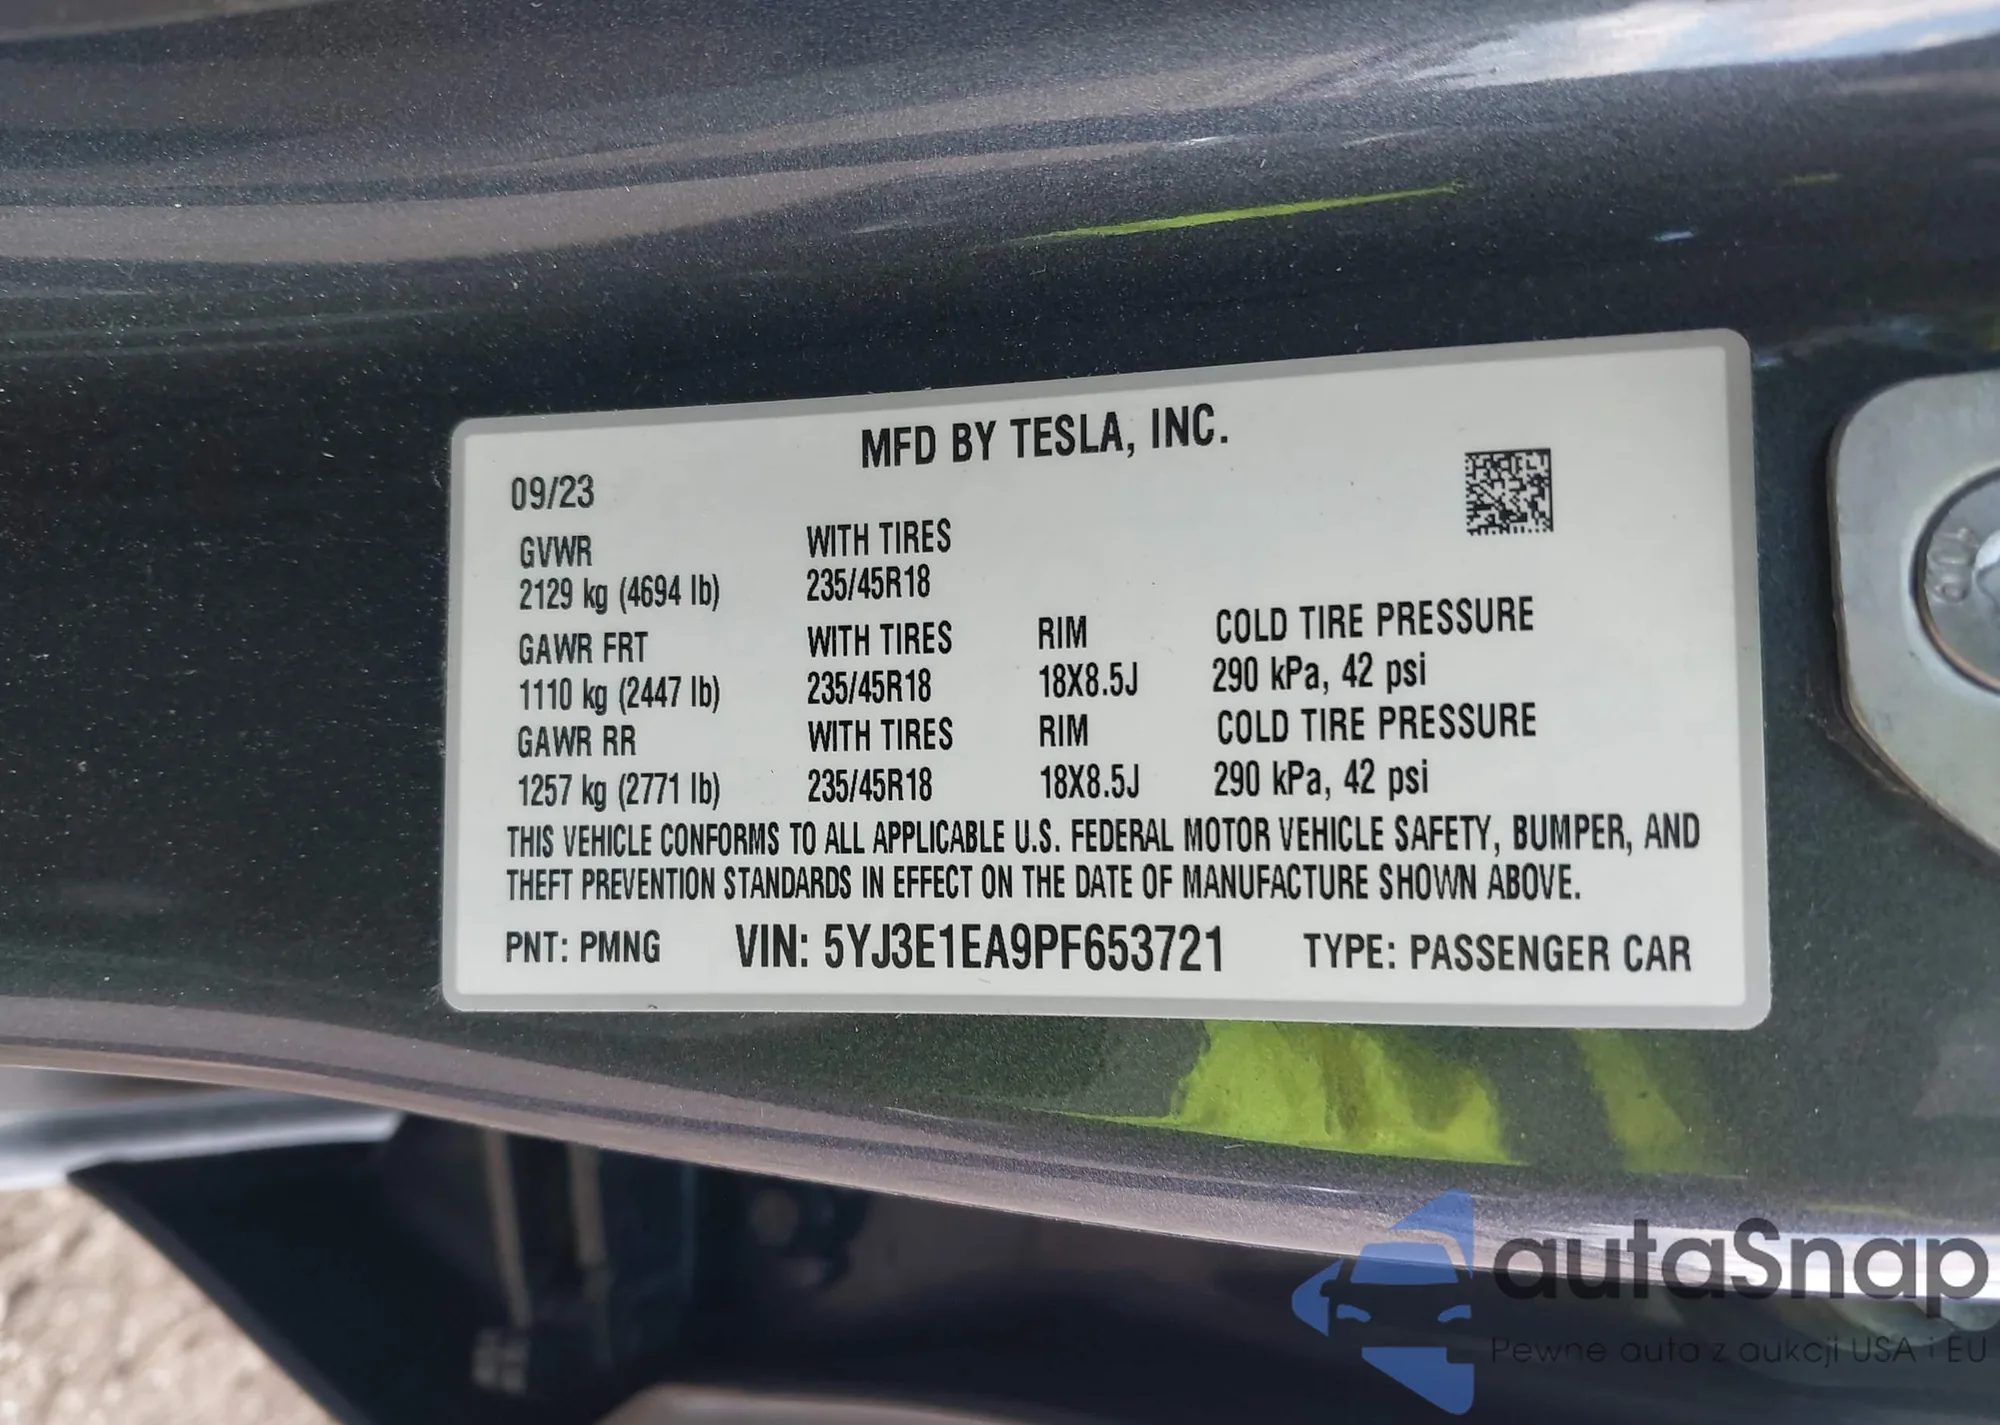 MFD BY TESLA, INC.
09/23
GVWR WITH TIRES
2129 kg (4694 lb) 235/45R18
GAWR FRT WITH TIRES RIM COLD TIRE PRESSURE
1110 kg (2447 lb) 235/45R18 18X8.5J 290 kPa, 42 psi
GAWR RR WITH TIRES RIM COLD TIRE PRESSURE
1257 kg (2771 lb) 235/45R18 18X8.5J 290 kPa, 42 psi
THIS VEHICLE CONFORMS TO ALL APPLICABLE U.S. FEDERAL MOTOR VEHICLE SAFETY, BUMPER, AND
THEFT PREVENTION STANDARDS IN EFFECT ON THE DATE OF MANUFACTURE SHOWN ABOVE.
PNT: PMNG VIN: 5YJ3E1EA9PF653721 TYPE: PASSENGER CAR
autaSnap
Pewne auta z aukcji USA i EU